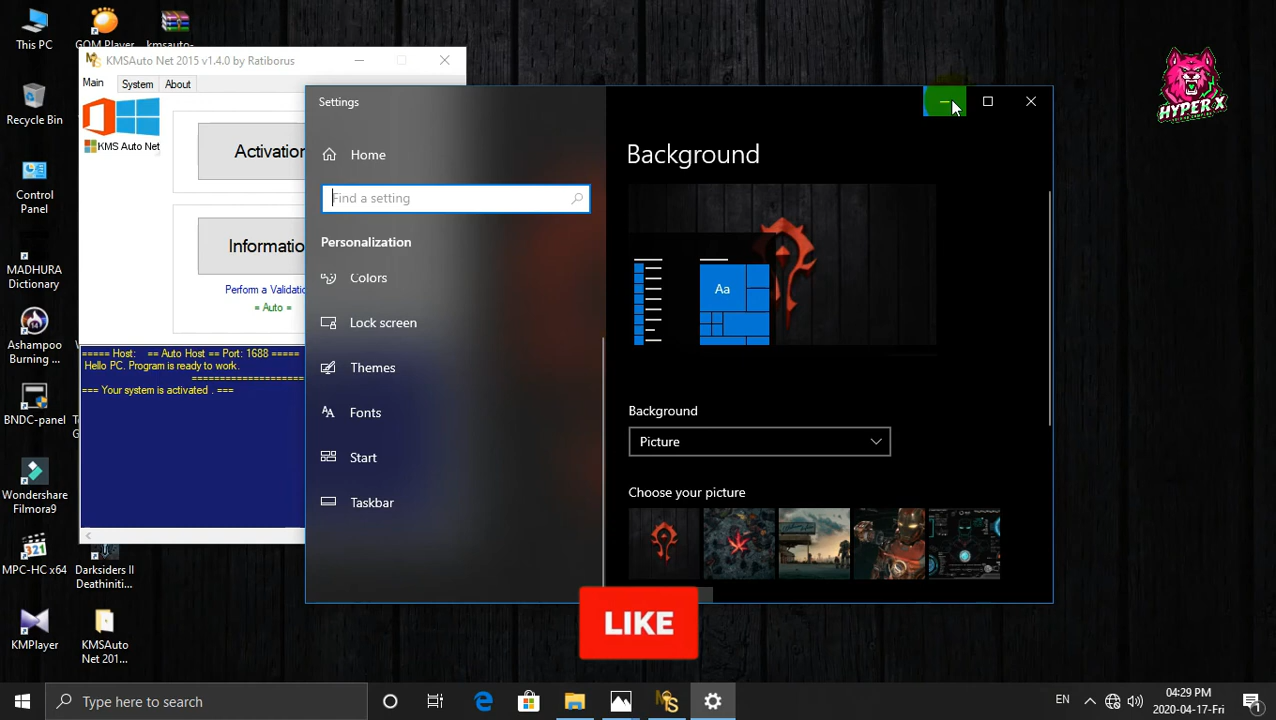 This PC
GOM Player
kmsauto-
Recycle Bin
Control
Panel
MADHURA
Dictionary
Ashampoo
Burning ...
BNDC-panel
Wondershare
Filmora9
MPC-HC x64
Darksiders II
Deathiniti...
KMPlayer
KMSAuto
Net 201...
KMSAuto Net 2015 v1.4.0 by Ratiborus
Main
System
About
KMS Auto Net
Activation
Information
Perform a Validatio
= Auto =
===== Host: == Auto Host == Port: 1688 =====
Hello PC. Program is ready to work.
====================
=== Your system is activated . ===
Settings
Home
Find a setting
Personalization
Colors
Lock screen
Themes
Fonts
Start
Taskbar
Background
Aa
Background
Picture
Choose your picture
HYPER X
LIKE
Type here to search
EN
04:29 PM
2020-04-17-Fri
1